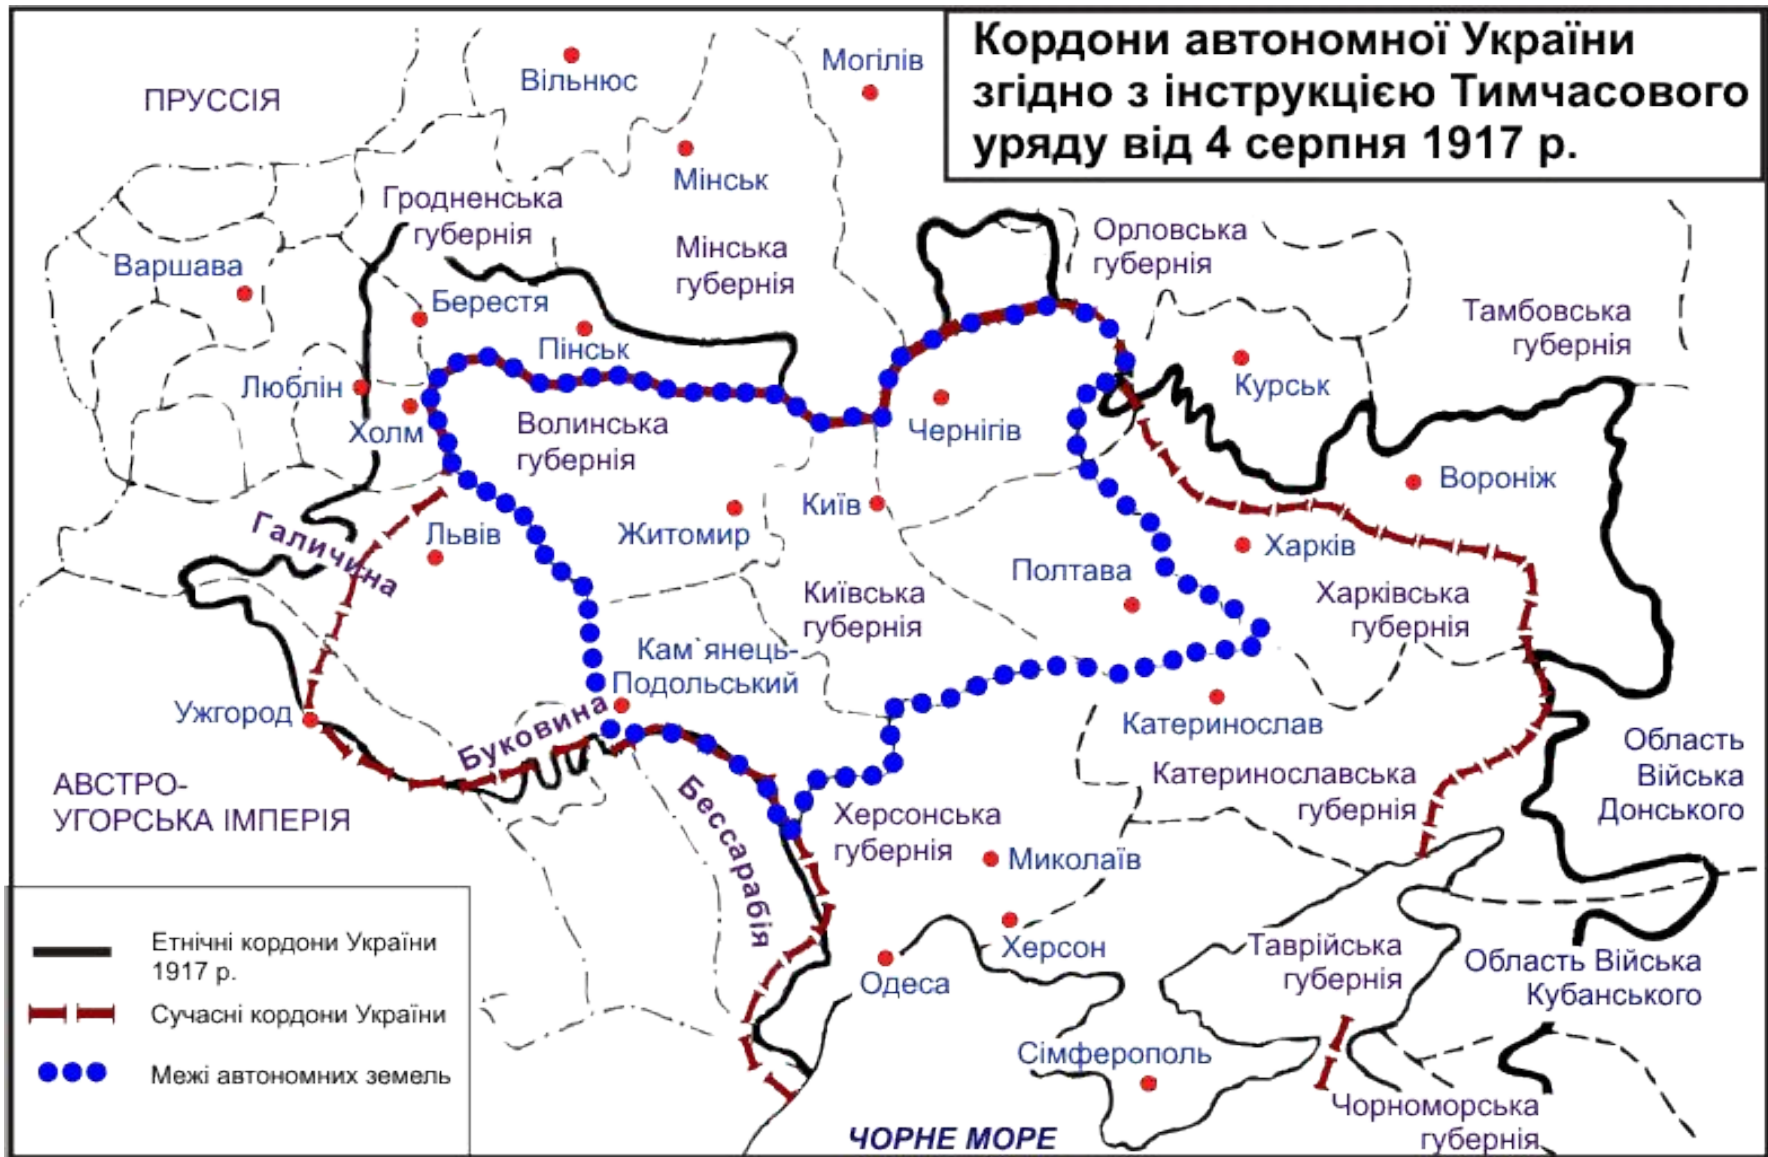 Кордони автономної України
згідно з інструкцією Тимчасового
уряду від 4 серпня 1917 р.
Вільнюс
Могілів
ПРУССІЯ
Мінськ
Гродненська
губернія
Мінська
губернія
Орловська
губернія
Варшава
Берестя
Тамбовська
губернія
Пінськ
Люблін
Курськ
Холм
Волинська
губернія
Чернігів
Вороніж
Галичина
Львів
Житомир
Київ
Харків
Полтава
Київська
губернія
Харківська
губернія
Кам`янець-
Подольський
Ужгород
Буковина
Катеринослав
Область
Війська
Донського
АВСТРО-
УГОРСЬКА ІМПЕРІЯ
Бессарабія
Катеринославська
губернія
Херсонська
губернія
Миколаїв
Херсон
Одеса
Таврійська
губернія
Область Війська
Кубанського
Сімферополь
Чорноморська
губернія
ЧОРНЕ МОРЕ
Етнічні кордони України
1917 р.
Сучасні кордони України
Межі автономних земель